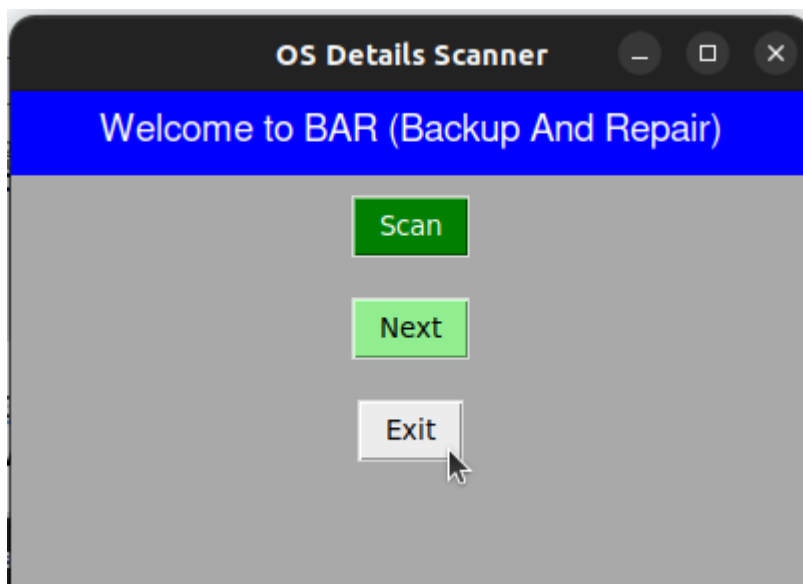 OS Details Scanner
Welcome to BAR (Backup And Repair)
Scan
Next
Exit